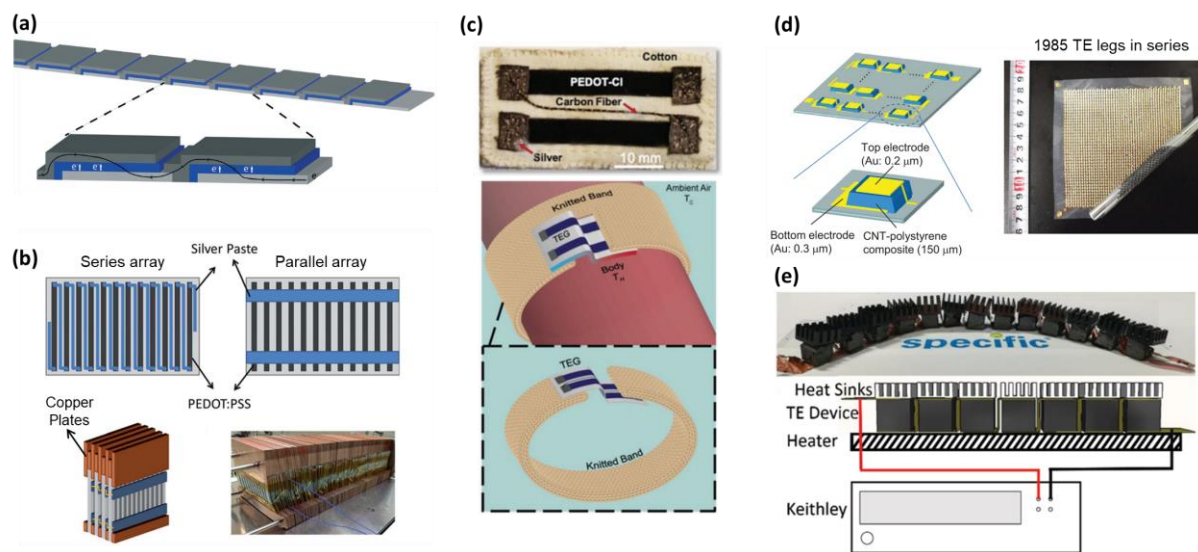 (a)
e↑ e↑
e↑ e↑
e
(b)
Series array
Silver Paste
Parallel array
PEDOT:PSS
Copper
Plates
(c)
Cotton
PEDOT-Cl
Carbon Fiber
Silver
10 mm
Ambient Air
T_C
Knitted Band
TEG
Body
T_H
TEG
Knitted Band
(d)
1985 TE legs in series
Top electrode
(Au: 0.2 μm)
Bottom electrode
(Au: 0.3 μm)
CNT-polystyrene
composite (150 μm)
(e)
specific
Heat Sinks
TE Device
Heater
Keithley